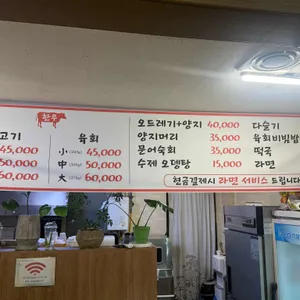 한우
고기
45,000
50,000
60,000
육회
小 45,000
中 50,000
大 60,000
오드레기+양지 40,000
양지머리 35,000
문어숙회 35,000
수제 오뎅탕 15,000
다슬기
육회비빔밥
떡국
라면
현금결제시 라면 서비스 드립니다